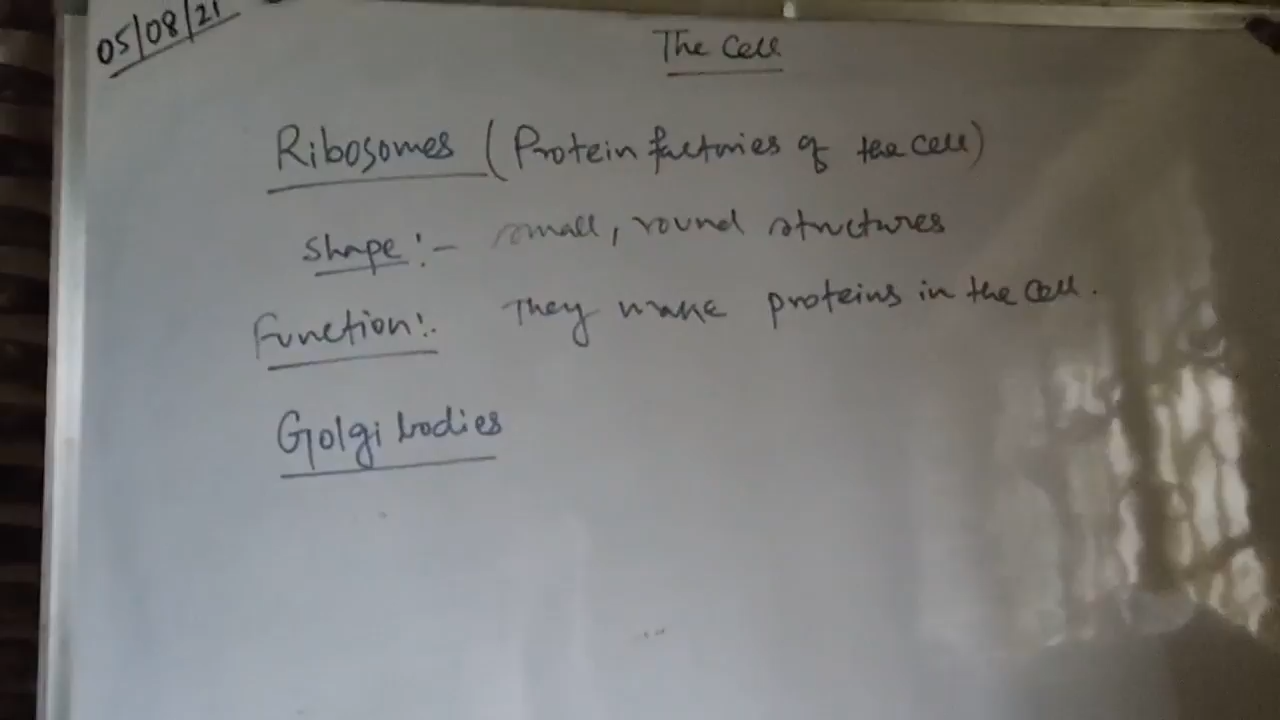 05/08/21
The Cell
Ribosomes (Protein factories of the cell)
Shape:- small, round structures
Function:. They make proteins in the cell.
Golgi bodies